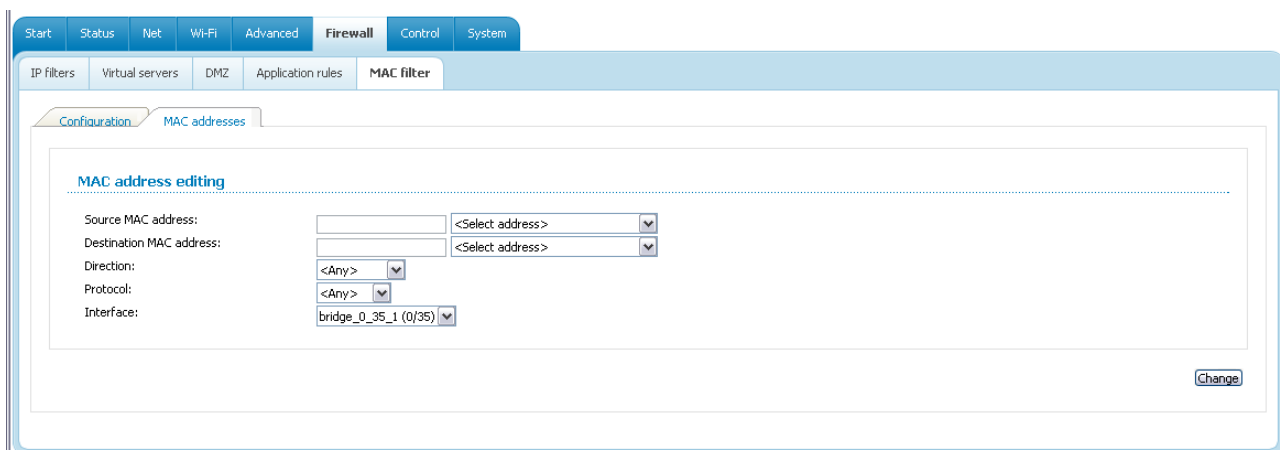 Start Status Net Wi-Fi Advanced Firewall Control System
IP filters Virtual servers DMZ Application rules MAC filter
Configuration MAC addresses
MAC address editing
Source MAC address: <Select address>
Destination MAC address: <Select address>
Direction: <Any>
Protocol: <Any>
Interface: bridge_0_35_1 (0/35)
Change